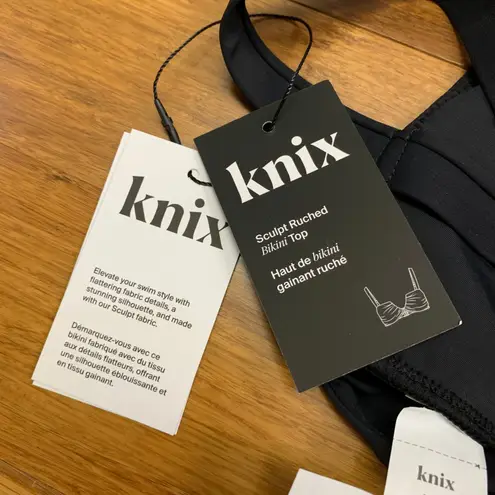 knix
Elevate your swim style with
flattering fabric details, a
stunning silhouette, and made
with our Sculpt fabric.
Démarquez-vous avec ce
bikini fabriqué avec du tissu
aux détails flatteurs, offrant
une silhouette éblouissante et
en tissu gainant.
knix
Sculpt Ruched
Bikini Top
Haut de bikini
gainant ruché
knix